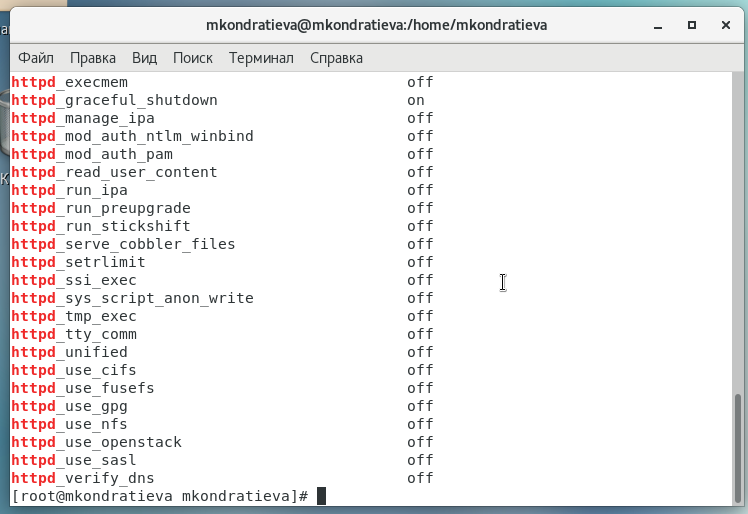 mkondratieva@mkondratieva:/home/mkondratieva
Файл Правка Вид Поиск Терминал Справка
httpd_execmem off
httpd_graceful_shutdown on
httpd_manage_ipa off
httpd_mod_auth_ntlm_winbind off
httpd_mod_auth_pam off
httpd_read_user_content off
httpd_run_ipa off
httpd_run_preupgrade off
httpd_run_stickshift off
httpd_serve_cobbler_files off
httpd_setrlimit off
httpd_ssi_exec off
httpd_sys_script_anon_write off
httpd_tmp_exec off
httpd_tty_comm off
httpd_unified off
httpd_use_cifs off
httpd_use_fusefs off
httpd_use_gpg off
httpd_use_nfs off
httpd_use_openstack off
httpd_use_sasl off
httpd_verify_dns off
[root@mkondratieva mkondratieva]#